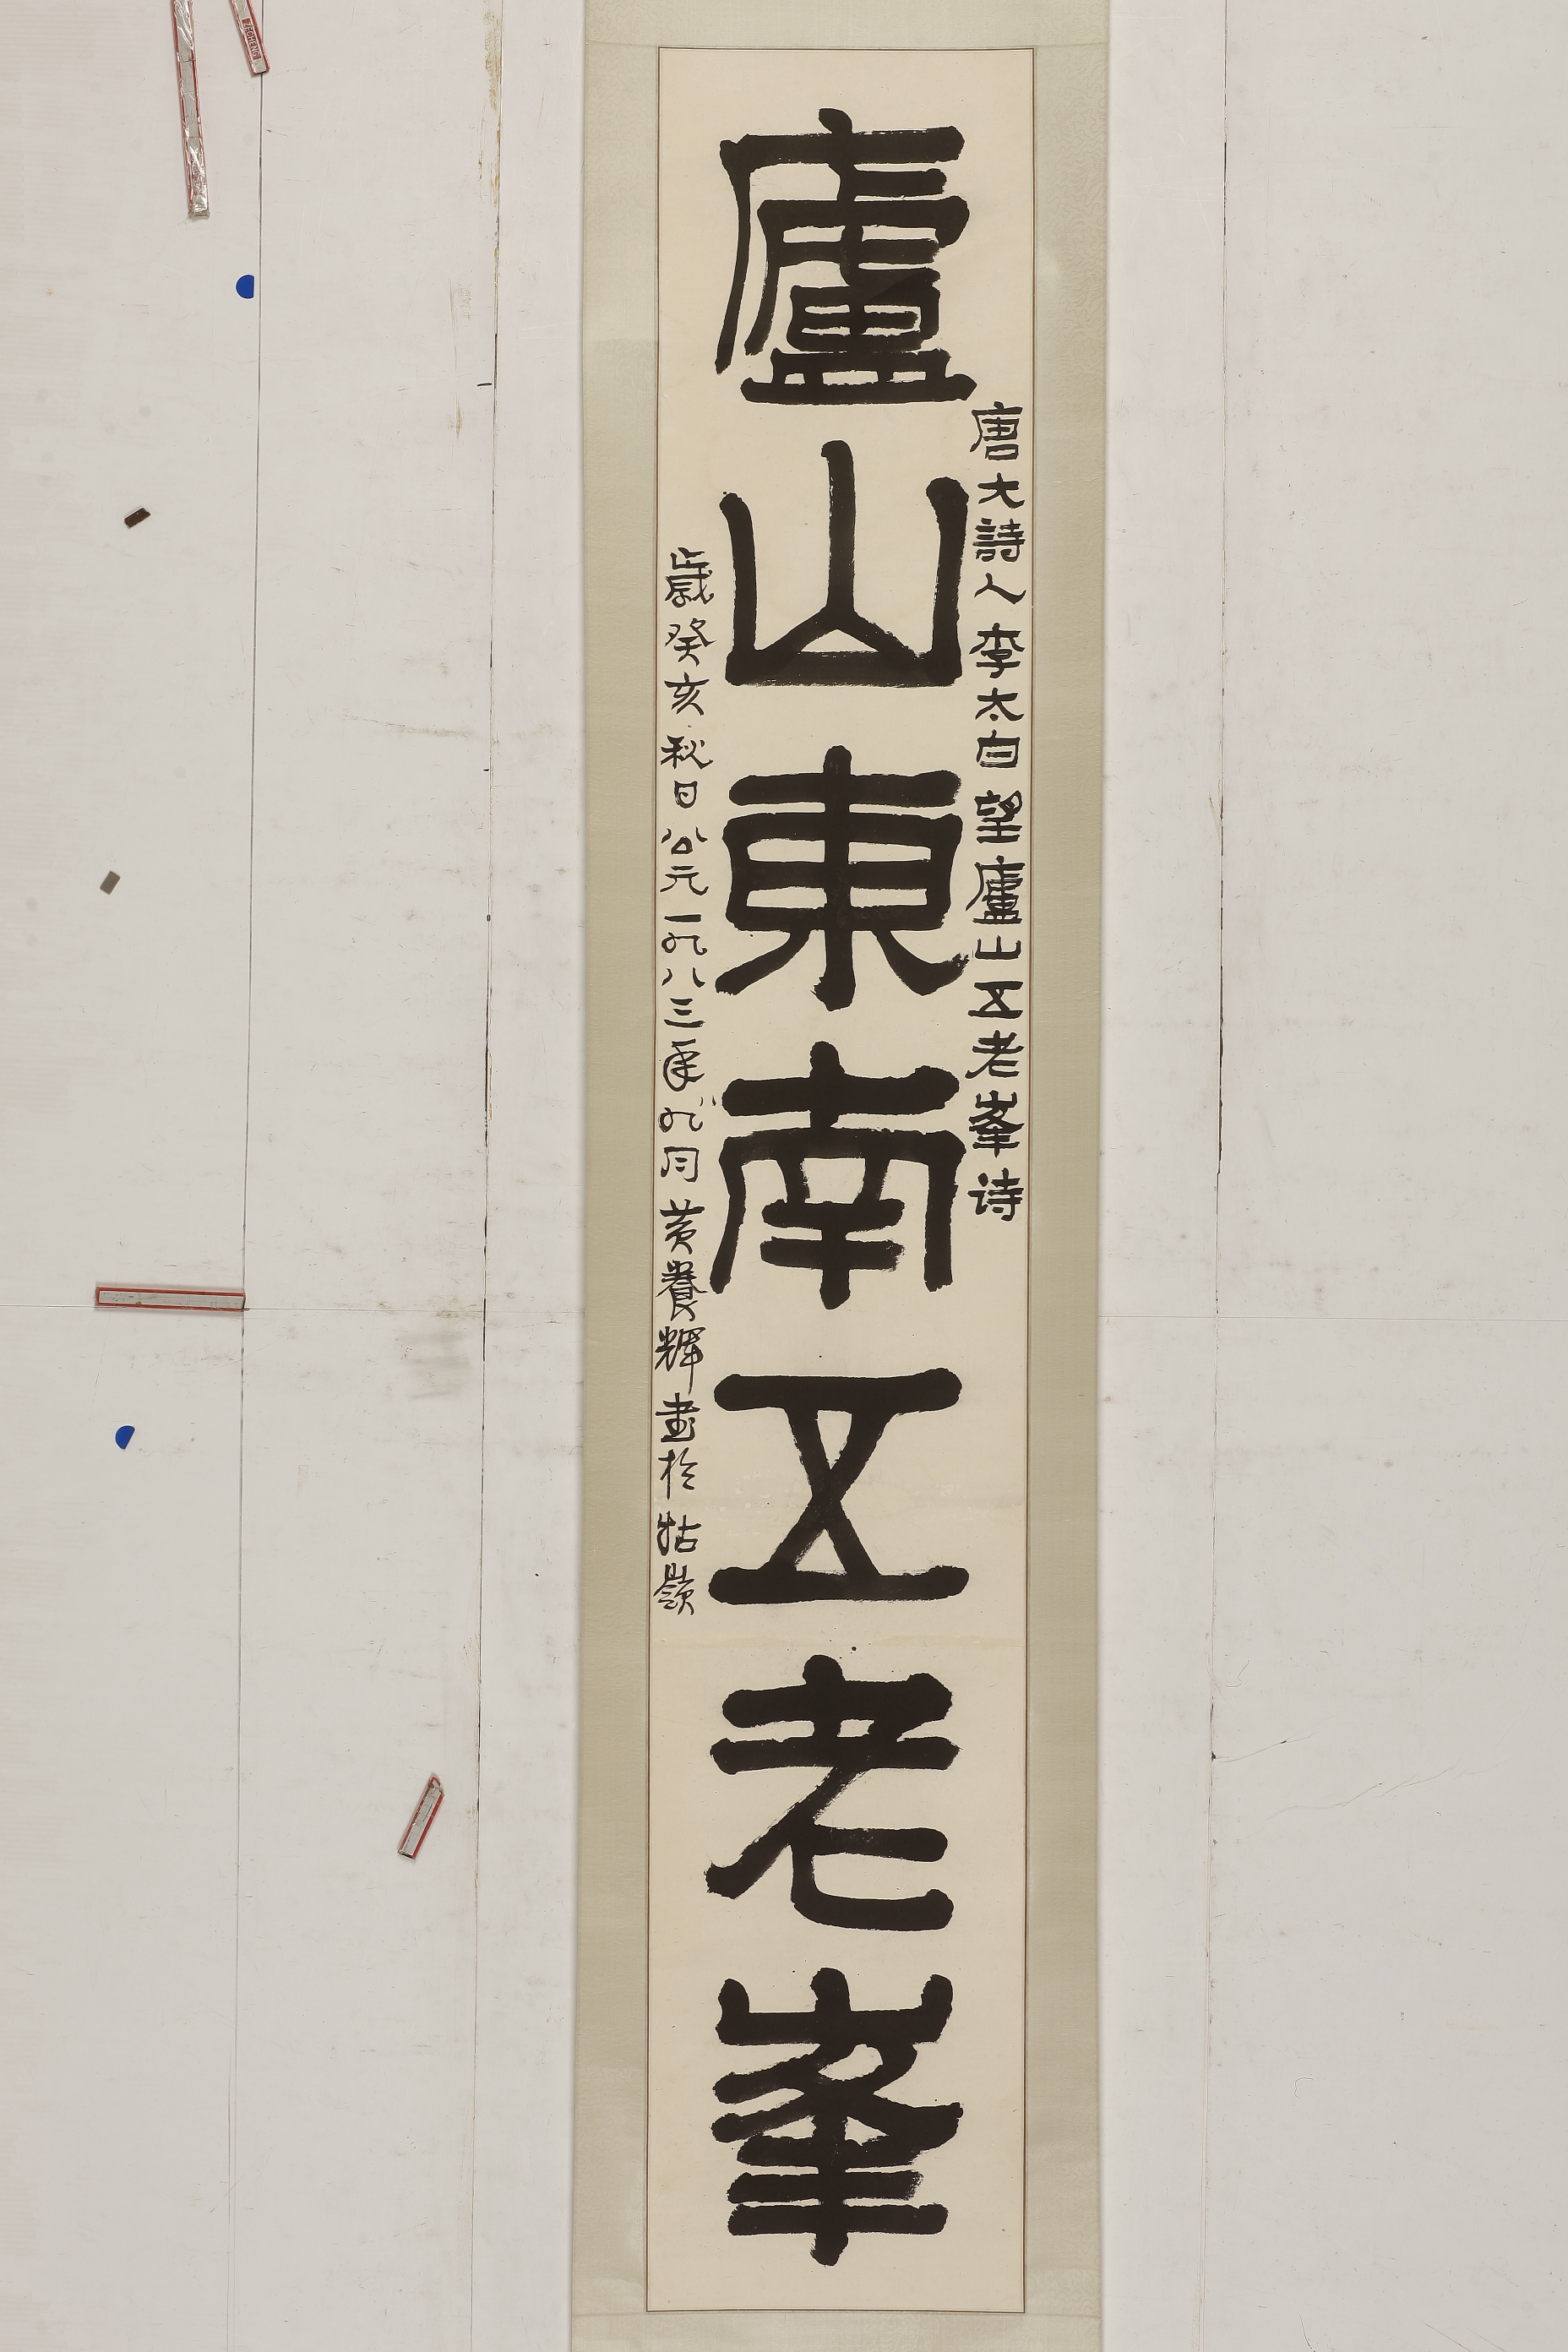 唐大詩人李太白望廬山五老峯诗
廬山東南五老峯
歲癸亥秋日公元一九八三年九月黄養輝書於牯嶺